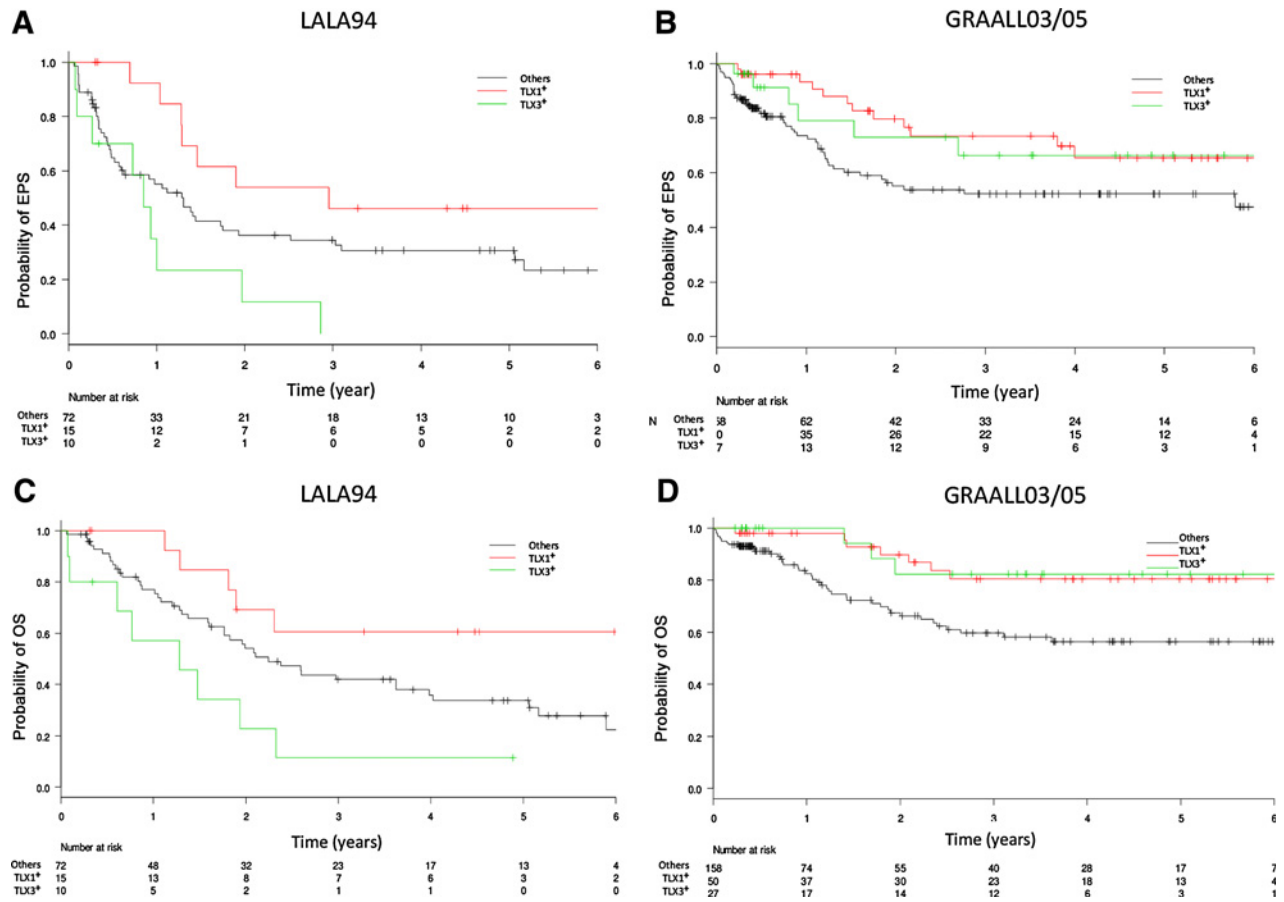 A
LALA94
Probability of EPS
1.0
0.8
0.6
0.4
0.2
0.0
Others
TLX1+
TLX3+
0 1 2 3 4 5 6
Time (year)
Number at risk
Others 72 33 21 18 13 10 3
TLX1+ 15 12 7 6 5 2 2
TLX3+ 10 2 1 0 0 0 0
B
GRAALL03/05
Probability of EPS
1.0
0.8
0.6
0.4
0.2
0.0
Others
TLX1+
TLX3+
0 1 2 3 4 5 6
Time (year)
Number at risk
N Others 58 62 42 33 24 14 6
TLX1+ 0 35 26 22 15 12 4
TLX3+ 7 13 12 9 6 3 1
C
LALA94
Probability of OS
1.0
0.8
0.6
0.4
0.2
0.0
Others
TLX1+
TLX3+
0 1 2 3 4 5 6
Time (years)
Number at risk
Others 72 48 32 23 17 13 4
TLX1+ 15 13 8 7 6 3 2
TLX3+ 10 5 2 1 1 0 0
D
GRAALL03/05
Probability of OS
1.0
0.8
0.6
0.4
0.2
0.0
Others
TLX1+
TLX3+
0 1 2 3 4 5 6
Time (years)
Number at risk
Others 158 74 55 40 28 17 7
TLX1+ 50 37 30 23 18 13 4
TLX3+ 27 17 14 12 6 3 1